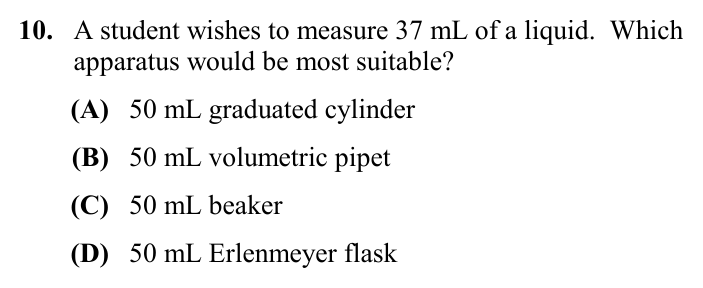 10. A student wishes to measure 37 mL of a liquid. Which
apparatus would be most suitable?
(A) 50 mL graduated cylinder
(B) 50 mL volumetric pipet
(C) 50 mL beaker
(D) 50 mL Erlenmeyer flask